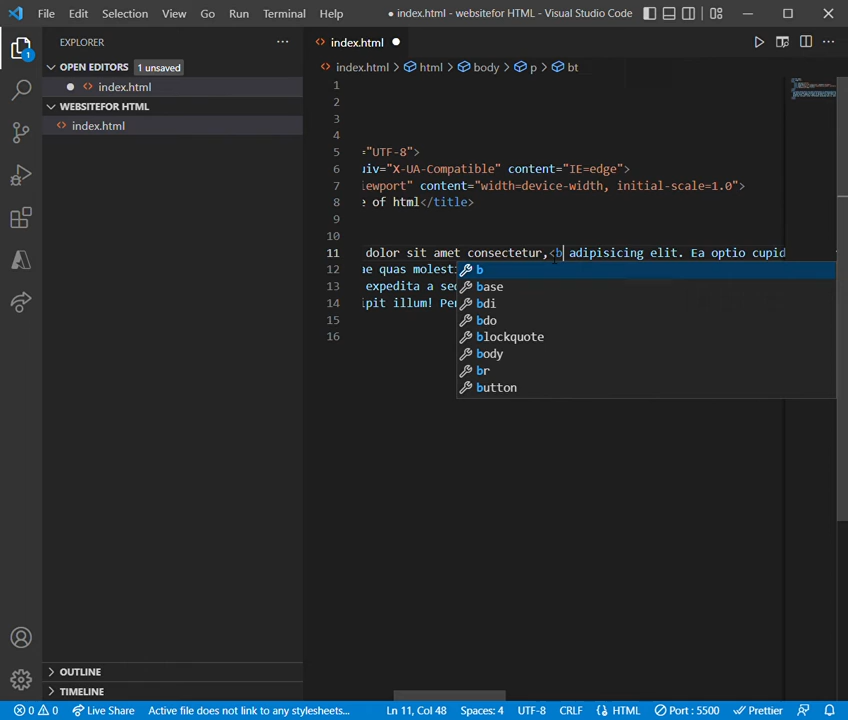 File Edit Selection View Go Run Terminal Help ● index.html - websitefor HTML - Visual Studio Code
1
EXPLORER ...
OPEN EDITORS 1 unsaved
● <> index.html
WEBSITEFOR HTML
<> index.html
<> index.html ●
<> index.html > html > body > p > bt
1
2
3
4
5 ="UTF-8">
6 uiv="X-UA-Compatible" content="IE=edge">
7 iewport" content="width=device-width, initial-scale=1.0">
8 e of html</title>
9
10
11 dolor sit amet consectetur,<b adipisicing elit. Ea optio cupid
12 ae quas molesti
13 expedita a sed
14 ipit illum! Per
15
16
b
base
bdi
bdo
blockquote
body
br
button
OUTLINE
TIMELINE
0 0 Live Share Active file does not link to any stylesheets... Ln 11, Col 48 Spaces: 4 UTF-8 CRLF HTML Port : 5500 Prettier